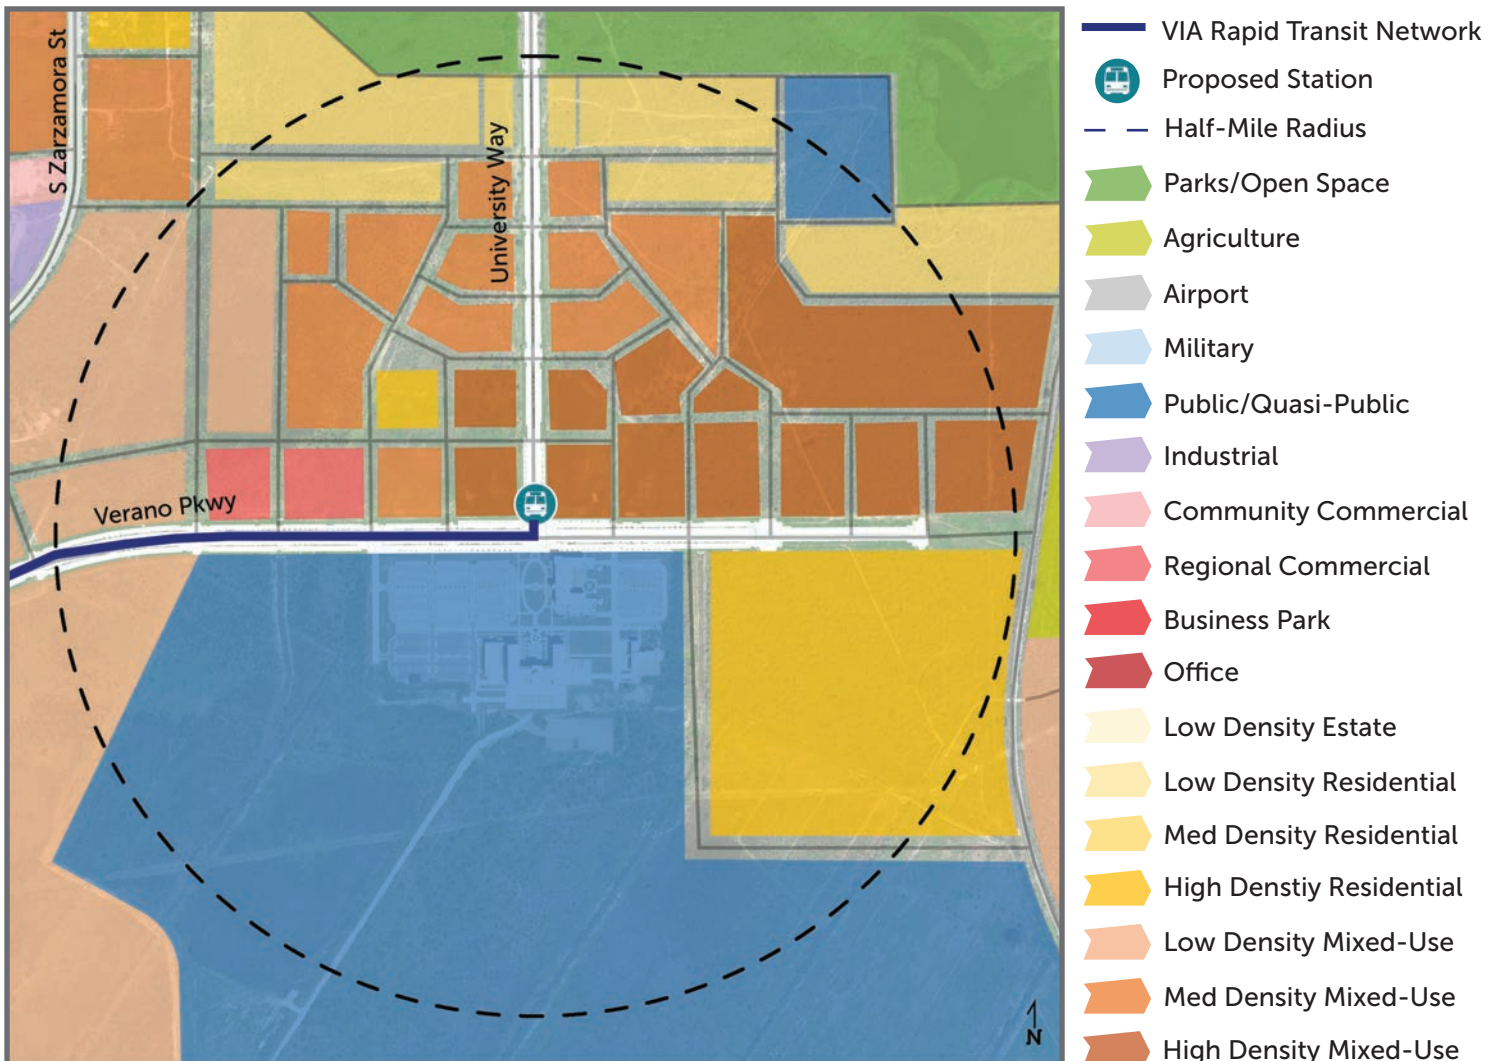 S Zarzamora St
University Way
Verano Pkwy
N
VIA Rapid Transit Network
Proposed Station
Half-Mile Radius
Parks/Open Space
Agriculture
Airport
Military
Public/Quasi-Public
Industrial
Community Commercial
Regional Commercial
Business Park
Office
Low Density Estate
Low Density Residential
Med Density Residential
High Denstiy Residential
Low Density Mixed-Use
Med Density Mixed-Use
High Density Mixed-Use